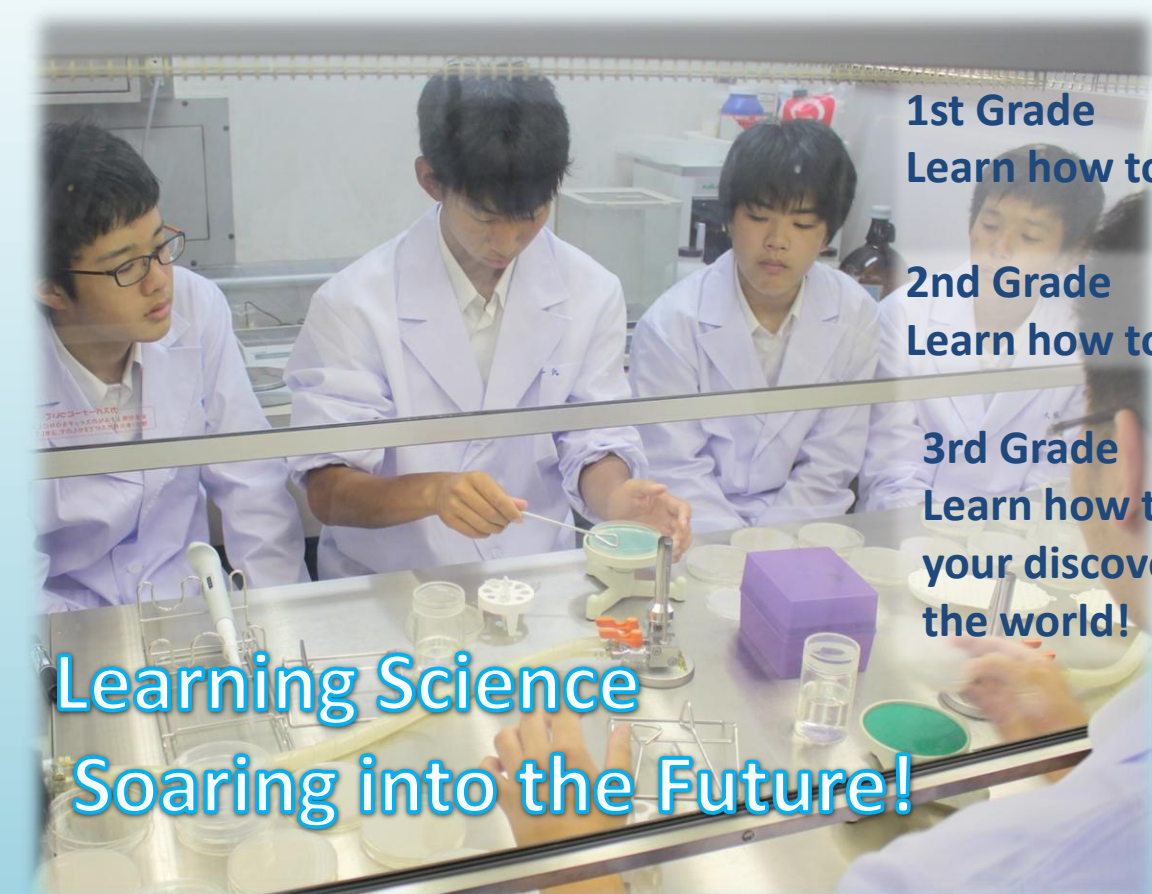 1st Grade
Learn how to
2nd Grade
Learn how to
3rd Grade
Learn how
your
the world!
Learning Science
Soaring into the Future!